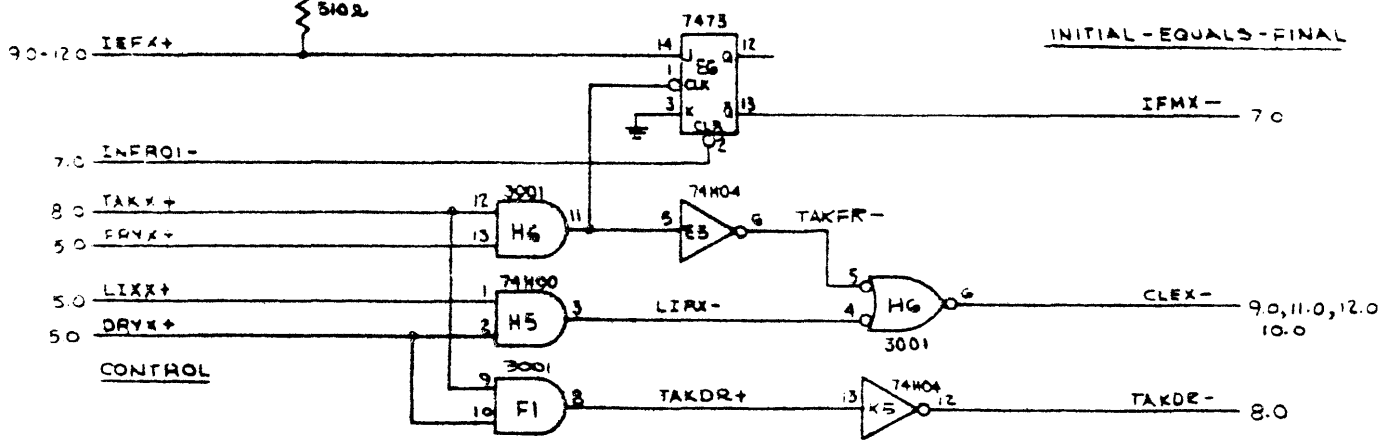 510Ω
7473
INITIAL-EQUALS-FINAL
9.0-12.0 IEFX+ 14 J Q 12
E6
1 CLK
3 K Q̅ 13 IFMX- 7.0
CLR
2
7.0 INFR01-
3001 74H04
8.0 TAKX+ 12
H6 11 5 E3 6 TAKFR-
5.0 FRYX+ 13
74H00
5.0 LIXX+ 1
H5 3 LIRX- 5
4 H6 6 CLEX- 9.0,11.0,12.0
10.0
5.0 DRYX+ 2
3001
CONTROL
3001
9
10 F1 8 TAKDR+ 13 K5 12 TAKDR- 8.0
74H04